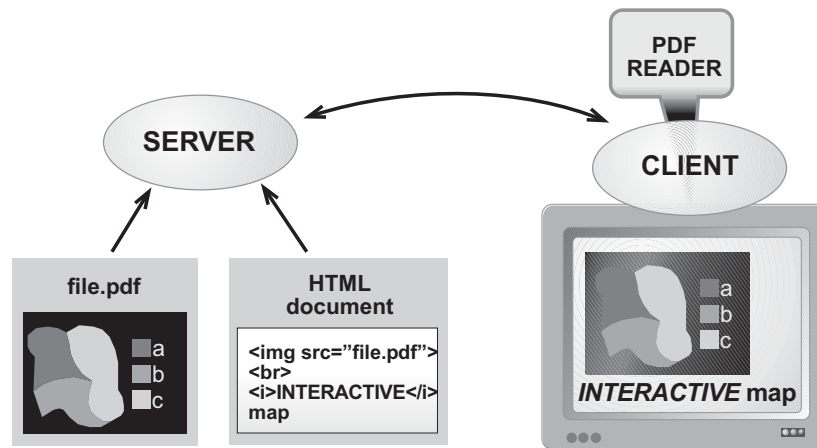 PDF
READER
SERVER
CLIENT
file.pdf
a
b
c
HTML
document
<img src=”file.pdf”>
<br>
<i>INTERACTIVE</i>
map
a
b
c
INTERACTIVE map